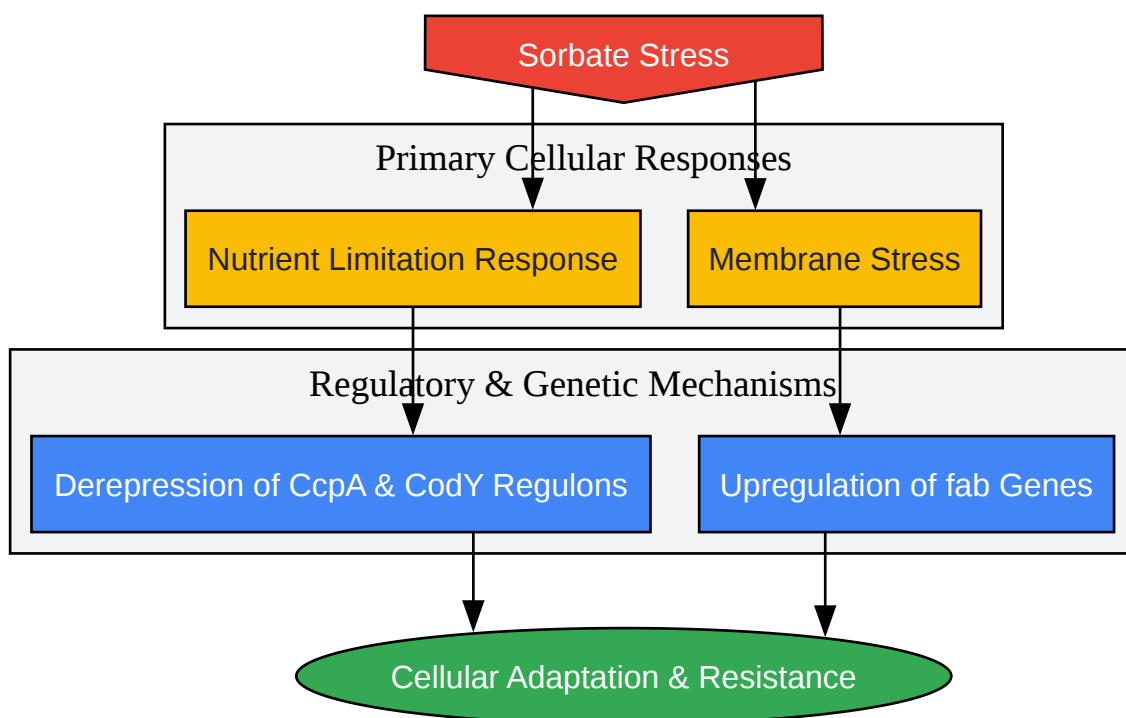 Sorbate Stress
Primary Cellular Responses
Nutrient Limitation Response
Membrane Stress
Regulatory & Genetic Mechanisms
Derepression of CcpA & CodY Regulons
Upregulation of fab Genes
Cellular Adaptation & Resistance